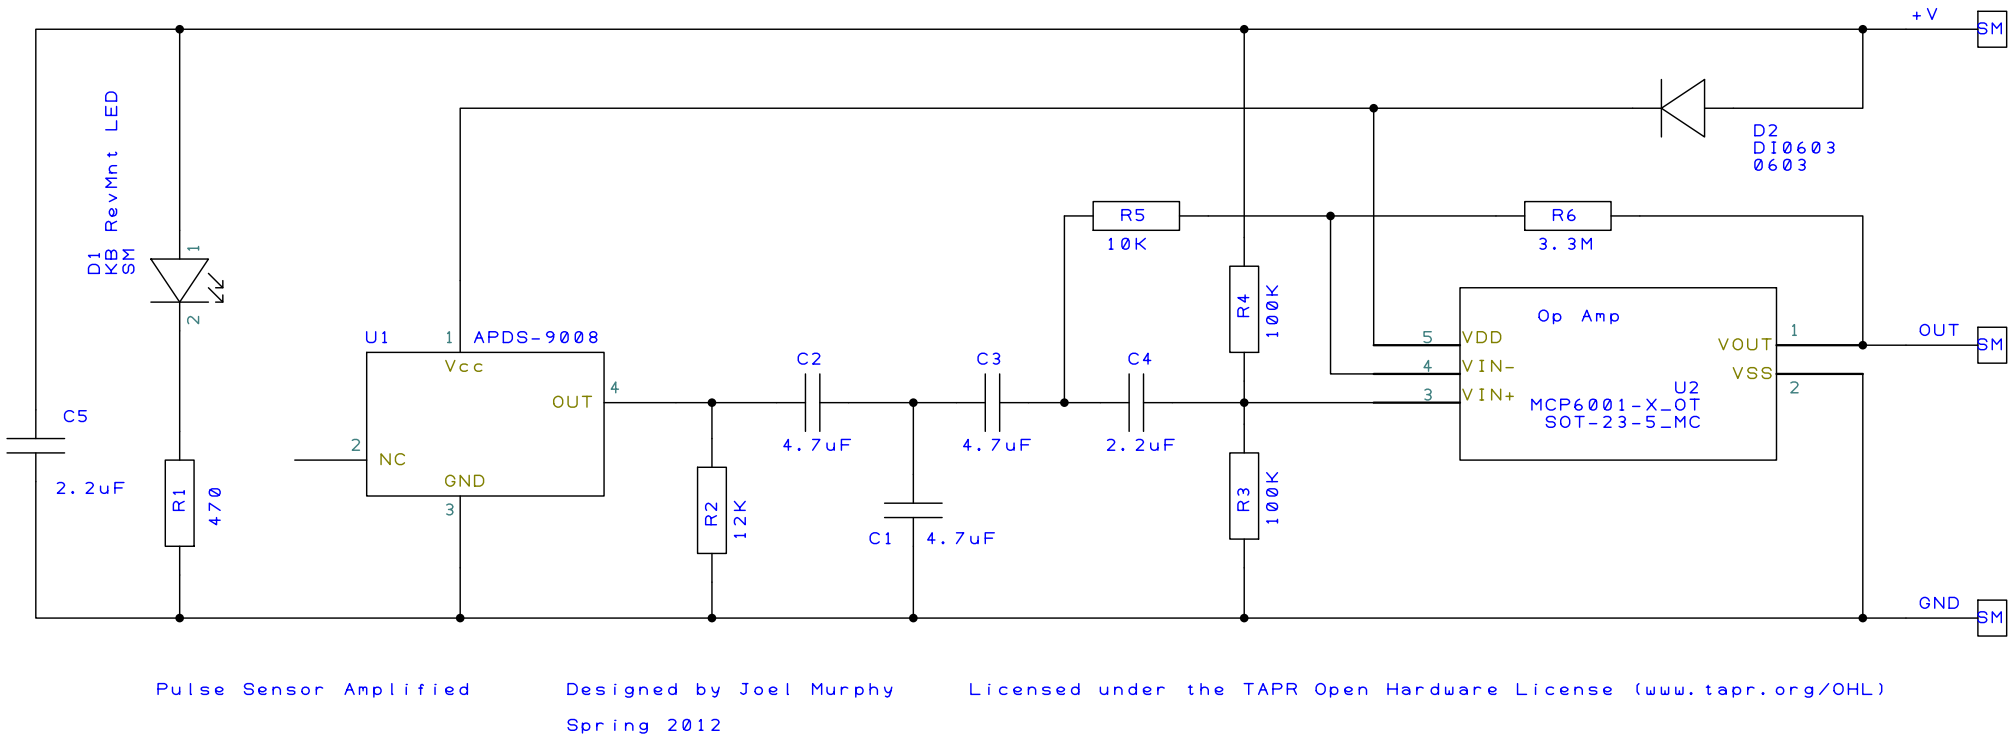 +V
SM
D1
KB RevMnt LED
SM
1
2
D2
DI0603
0603
R5
10K
R6
3.3M
R4
100K
U1
1
APDS-9008
Vcc
OUT
4
2
NC
GND
3
C5
2.2uF
R1
470
R2
12K
C2
4.7uF
C3
4.7uF
C4
2.2uF
C1
4.7uF
R3
100K
Op Amp
5
VDD
4
VIN-
3
VIN+
VOUT
1
VSS
2
U2
MCP6001-X_OT
SOT-23-5_MC
OUT
SM
GND
SM
Pulse Sensor Amplified
Designed by Joel Murphy
Licensed under the TAPR Open Hardware License (www.tapr.org/OHL)
Spring 2012